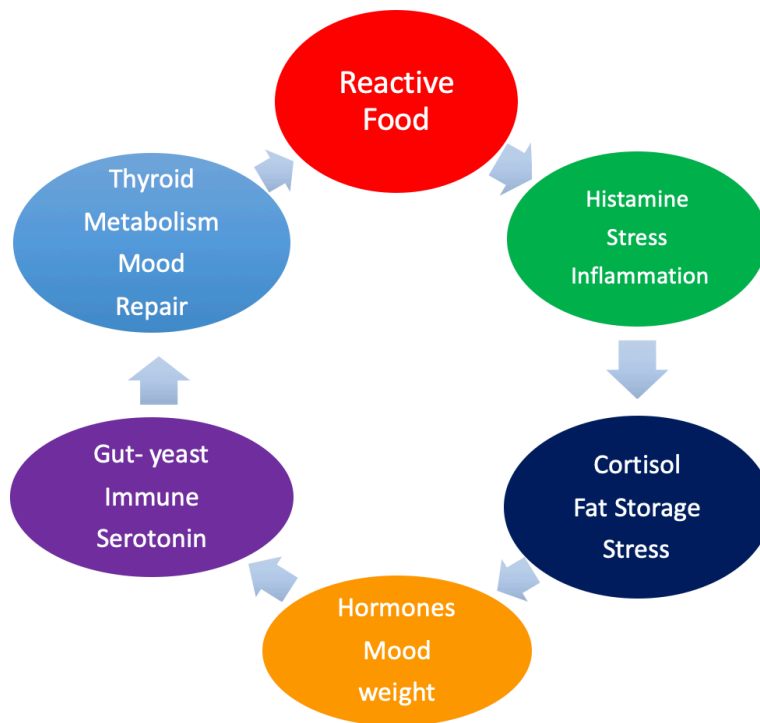 Reactive
Food
Histamine
Stress
Inflammation
Cortisol
Fat Storage
Stress
Hormones
Mood
weight
Gut- yeast
Immune
Serotonin
Thyroid
Metabolism
Mood
Repair